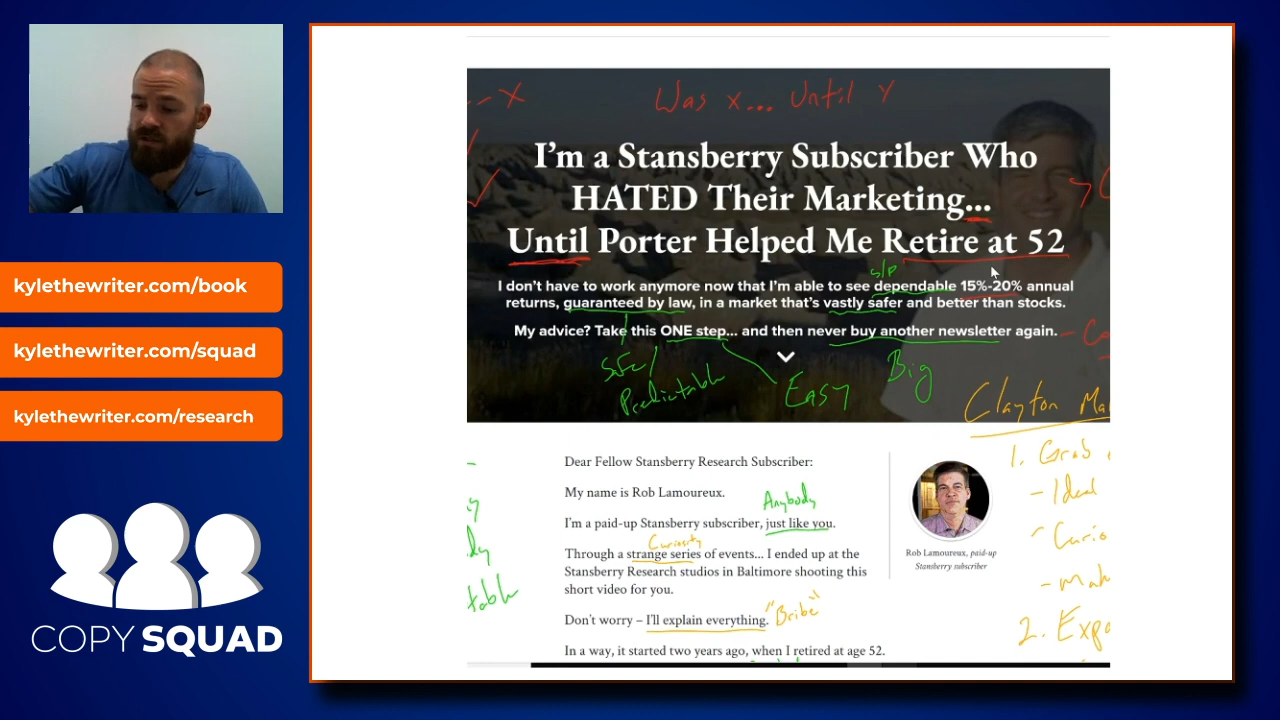 kylethewriter.com/book
kylethewriter.com/squad
kylethewriter.com/research
COPY SQUAD
-- X
Was x... Until Y
I'm a Stansberry Subscriber Who
HATED Their Marketing...
Until Porter Helped Me Retire at 52
S/P
I don't have to work anymore now that I'm able to see dependable 15%-20% annual
returns, guaranteed by law, in a market that's vastly safer and better than stocks.
My advice? Take this ONE step... and then never buy another newsletter again.
Safe/
Predictable
Easy
Big
Clayton Ma
1. Grab
- Ideal
- Curio
- Mak
2. Expo
Dear Fellow Stansberry Research Subscriber:
My name is Rob Lamoureux.
Anybody
I'm a paid-up Stansberry subscriber, just like you.
Curiosity
Through a strange series of events... I ended up at the
Stansberry Research studios in Baltimore shooting this
short video for you.
"Bribe"
Don't worry – I'll explain everything.
In a way, it started two years ago, when I retired at age 52.
Rob Lamoureux, paid-up
Stansberry subscriber
table